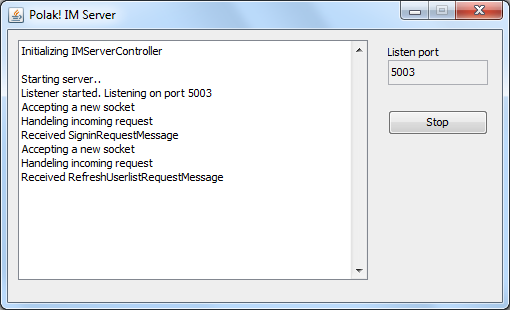 Polak! IM Server
Initializing IMServerController
Starting server..
Listener started. Listening on port 5003
Accepting a new socket
Handeling incoming request
Received SigninRequestMessage
Accepting a new socket
Handeling incoming request
Received RefreshUserlistRequestMessage
Listen port
5003
Stop